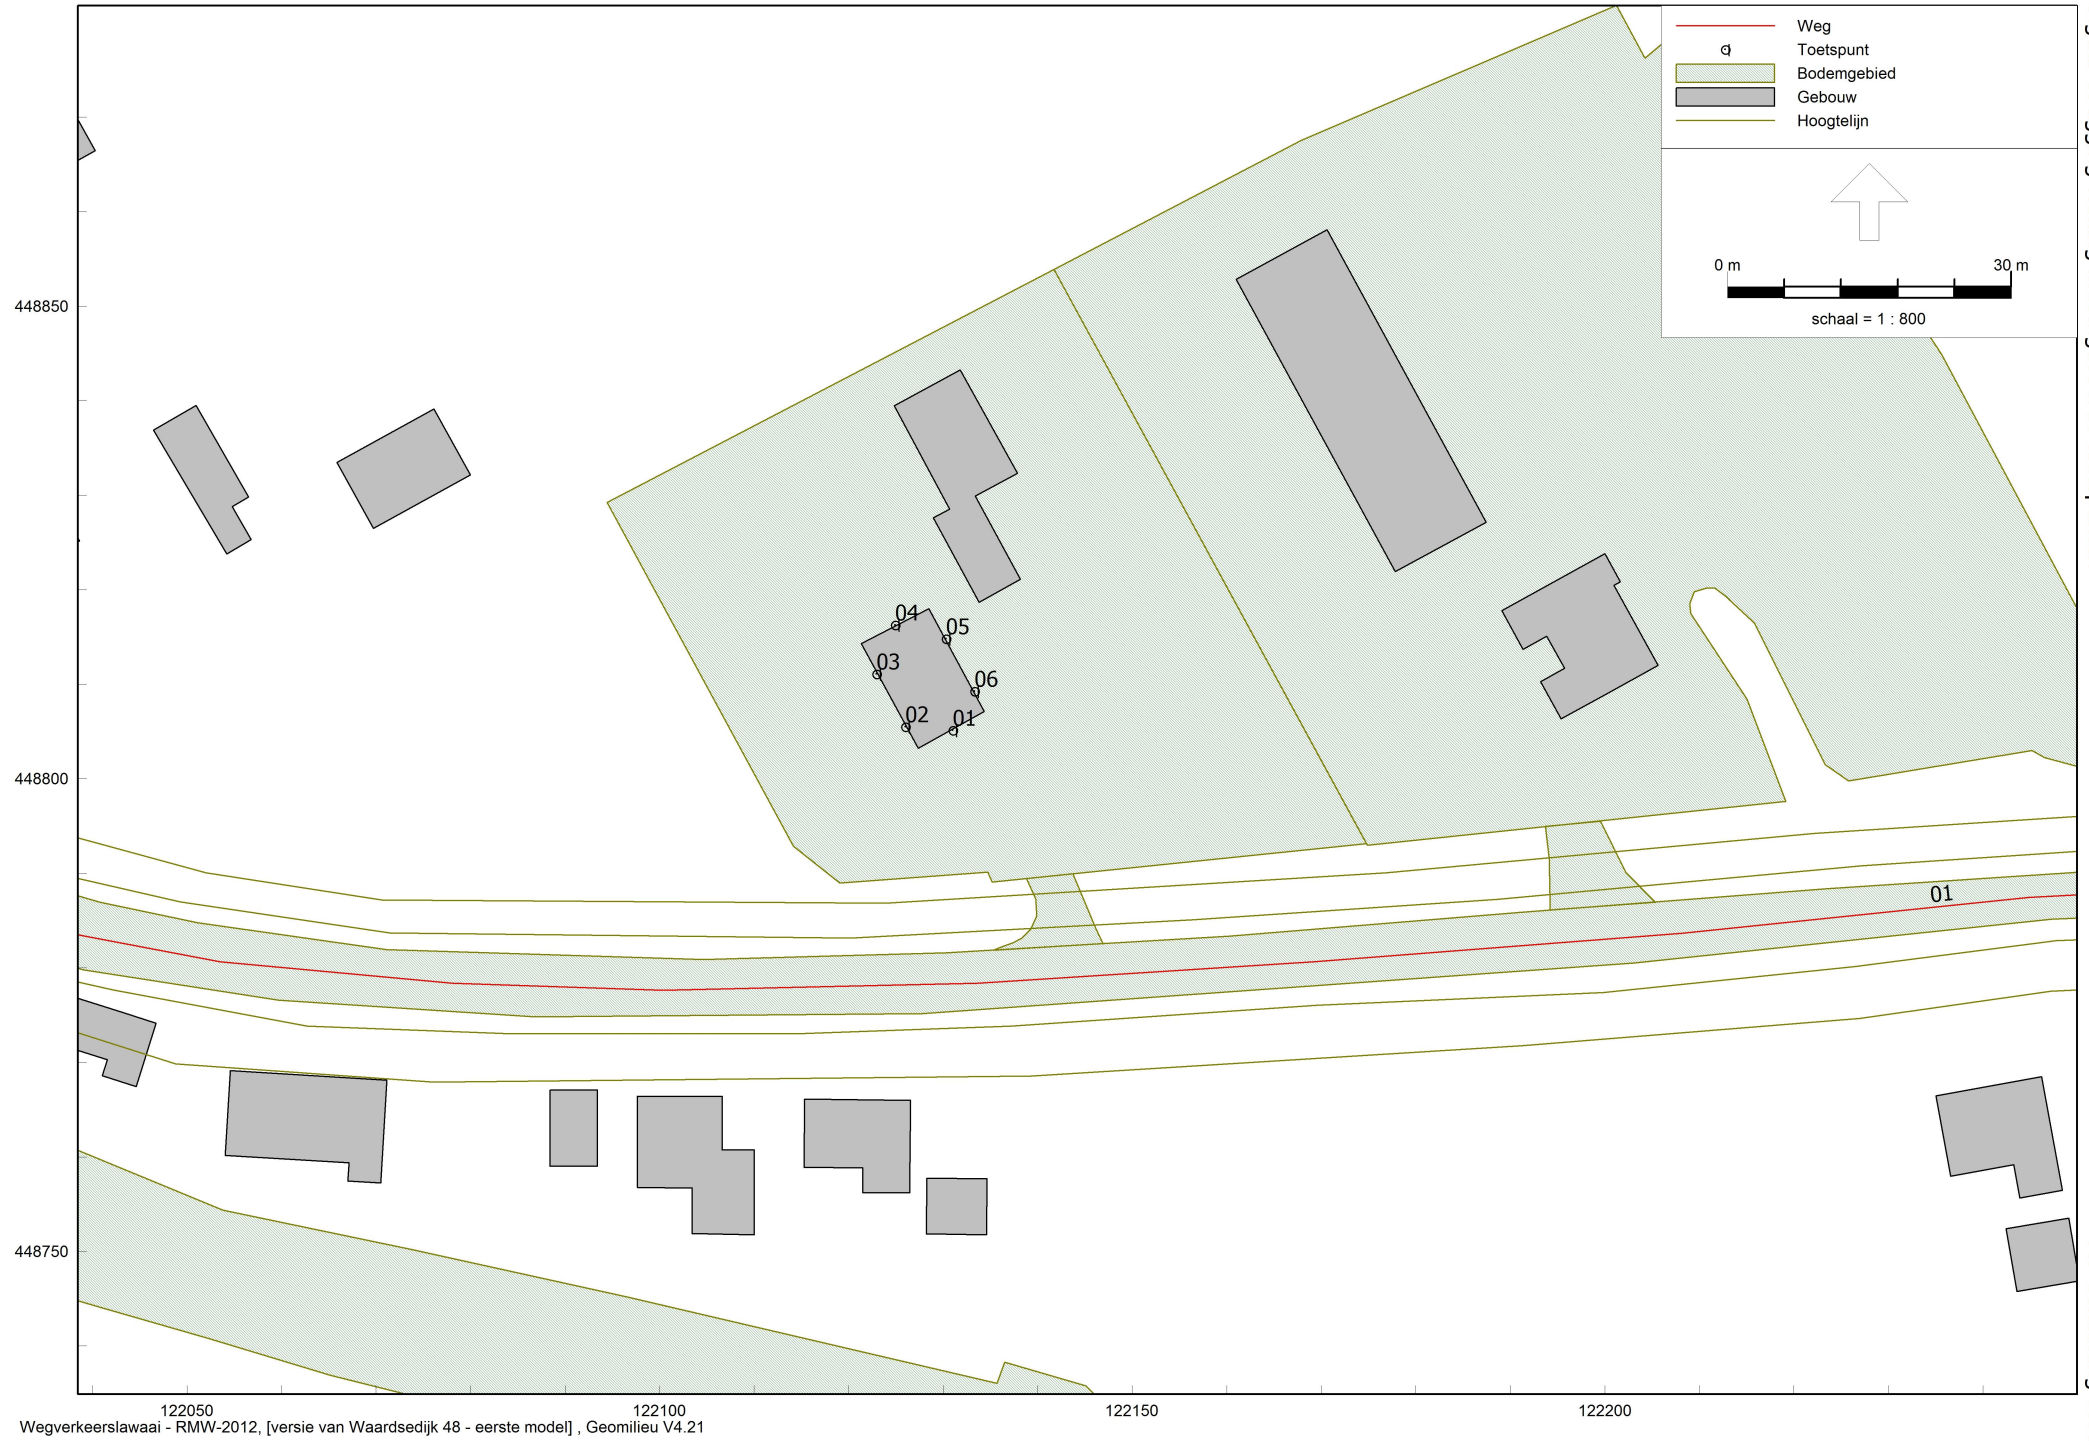 Weg
Toetspunt
Bodemgebied
Gebouw
Hoogtelijn
0 m 30 m
schaal = 1 : 800
448850
04
05
03
06
02
01
448800
01
448750
122050 122100 122150 122200
Wegverkeerslawaai - RMW-2012, [versie van Waardsedijk 48 - eerste model] , Geomilieu V4.21